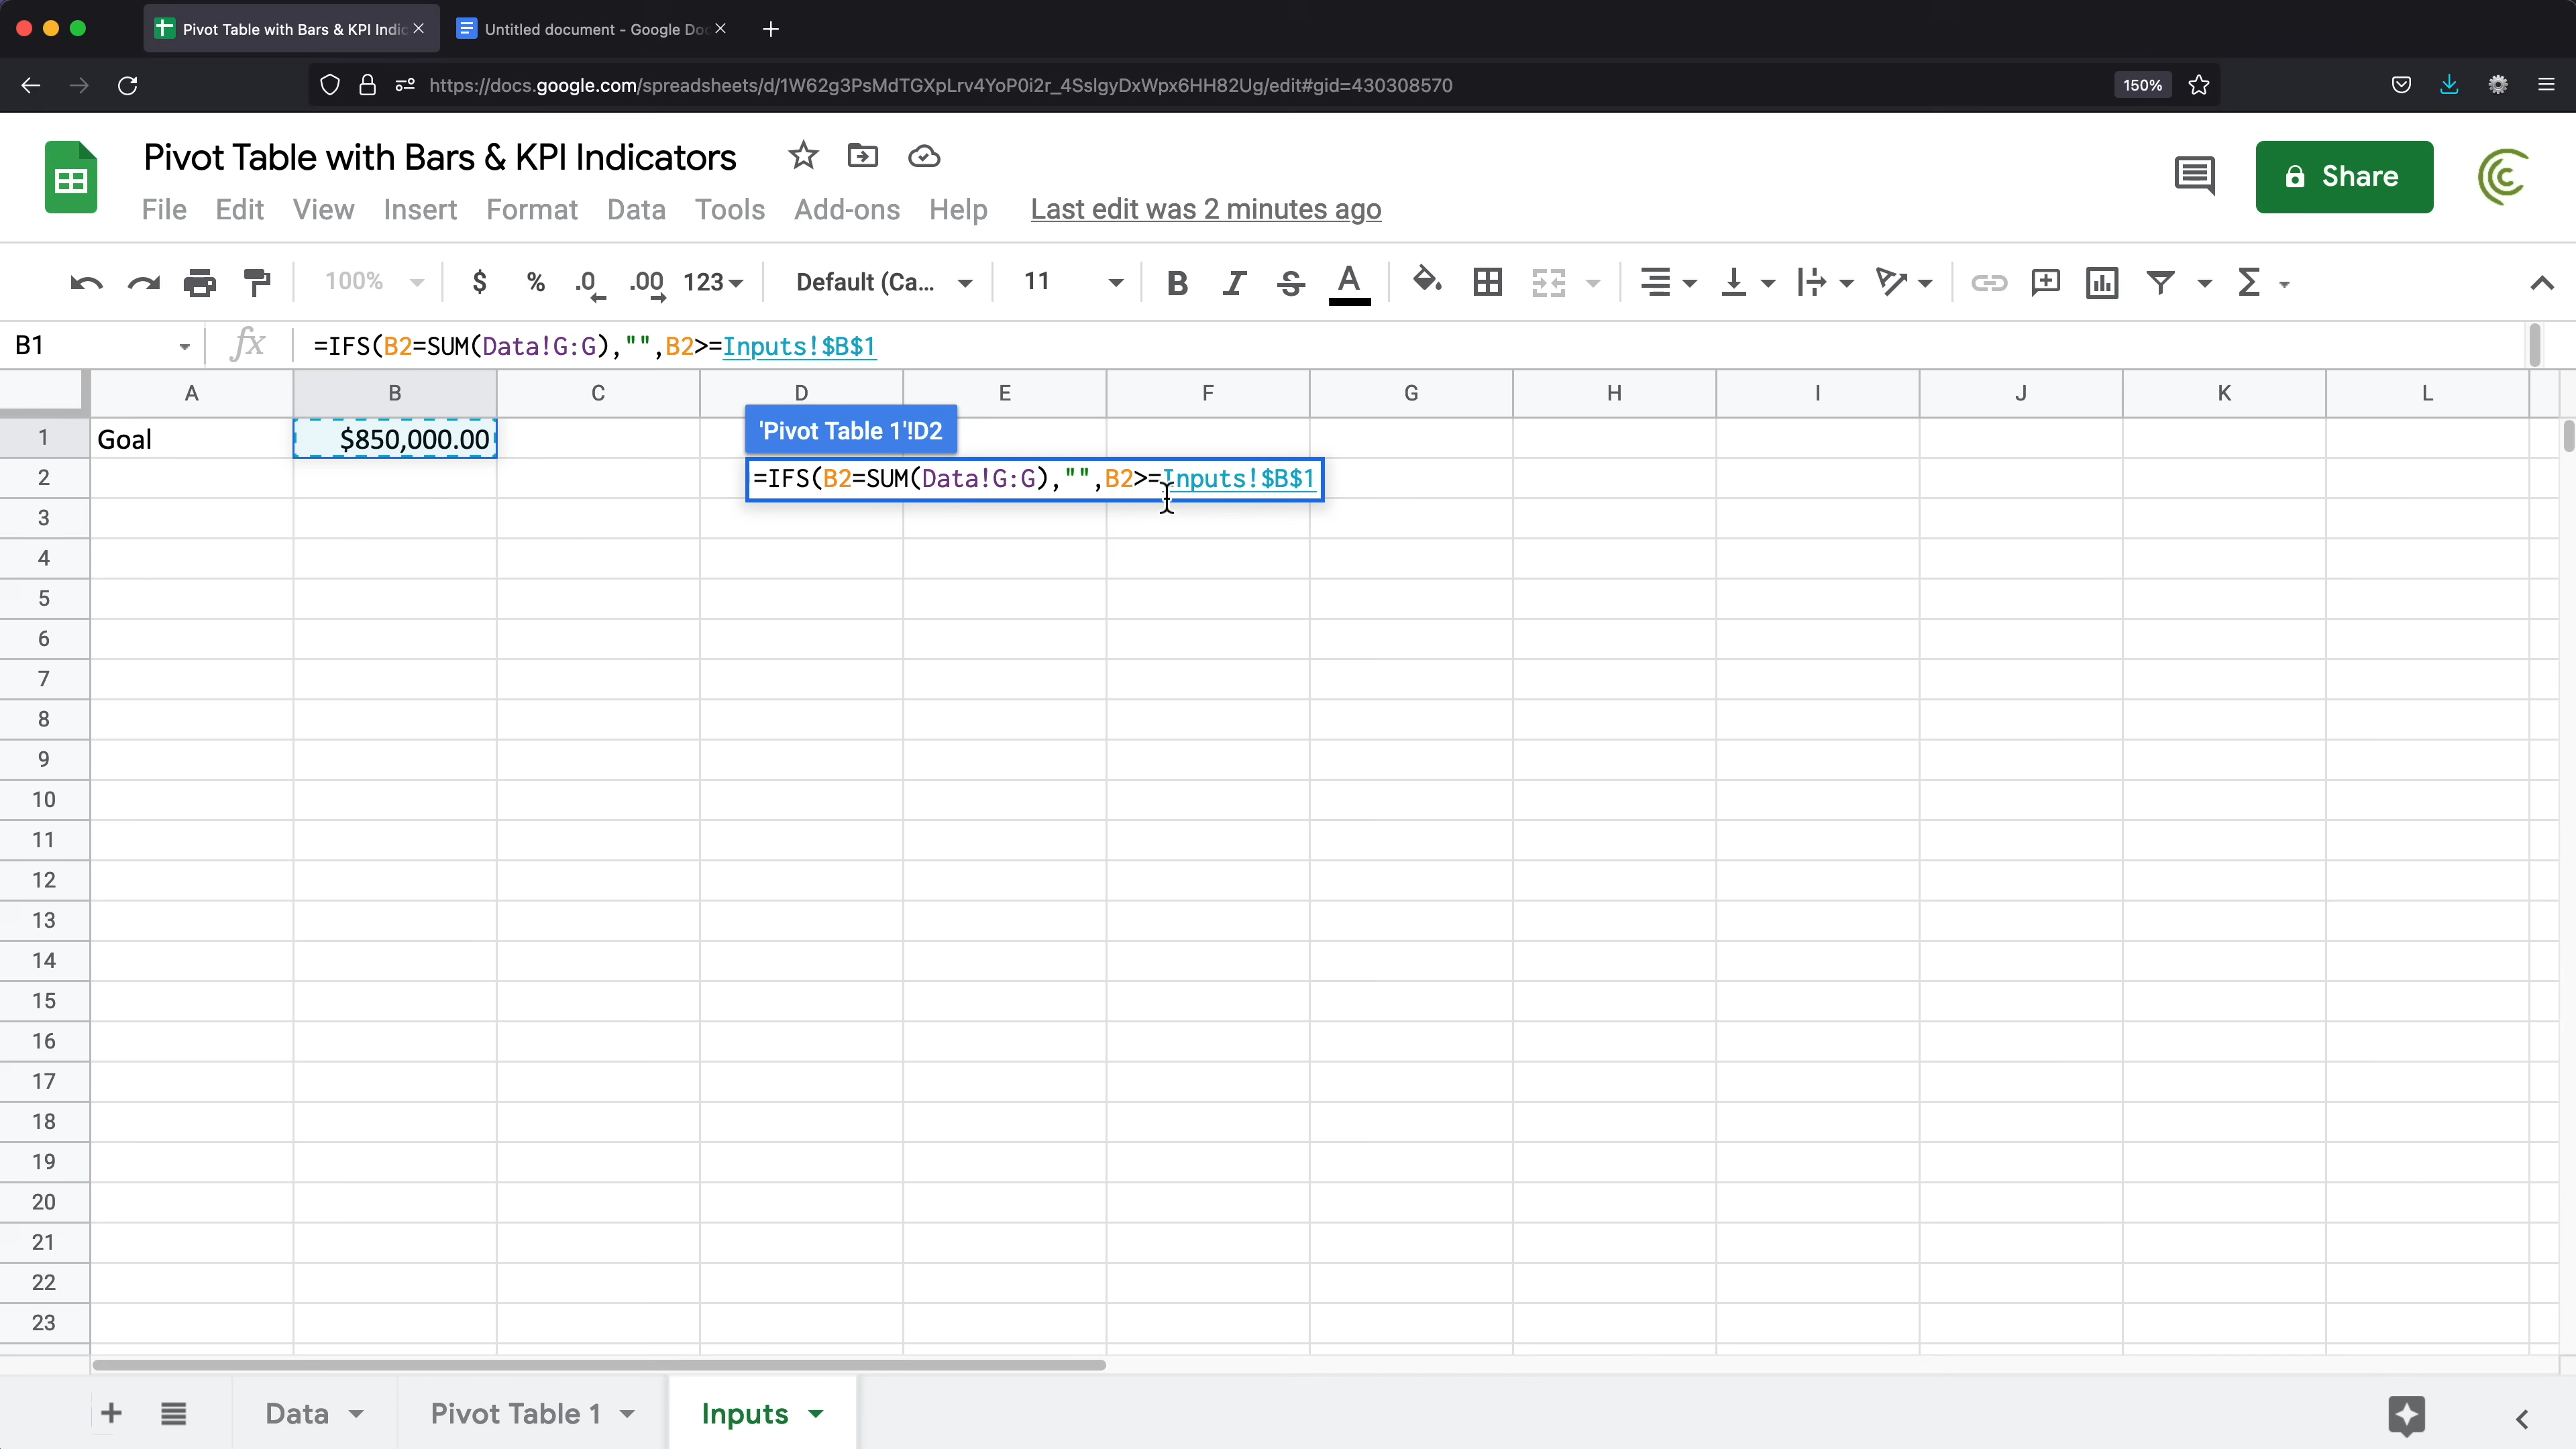 Pivot Table with Bars & KPI Indic
Untitled document - Google Doc
https://docs.google.com/spreadsheets/d/1W62g3PsMdTGXpLrv4YoP0i2r_4SslgyDxWpx6HH82Ug/edit#gid=430308570
150%
Pivot Table with Bars & KPI Indicators
File Edit View Insert Format Data Tools Add-ons Help Last edit was 2 minutes ago
Share
100% $ % .0 .00 123 Default (Ca... 11 B I S A Σ
B1 fx =IFS(B2=SUM(Data!G:G),"",B2>=Inputs!$B$1
A B C D E F G H I J K L
1 Goal $850,000.00 'Pivot Table 1'!D2
2 =IFS(B2=SUM(Data!G:G),"",B2>=Inputs!$B$1
3
4
5
6
7
8
9
10
11
12
13
14
15
16
17
18
19
20
21
22
23
Data Pivot Table 1 Inputs